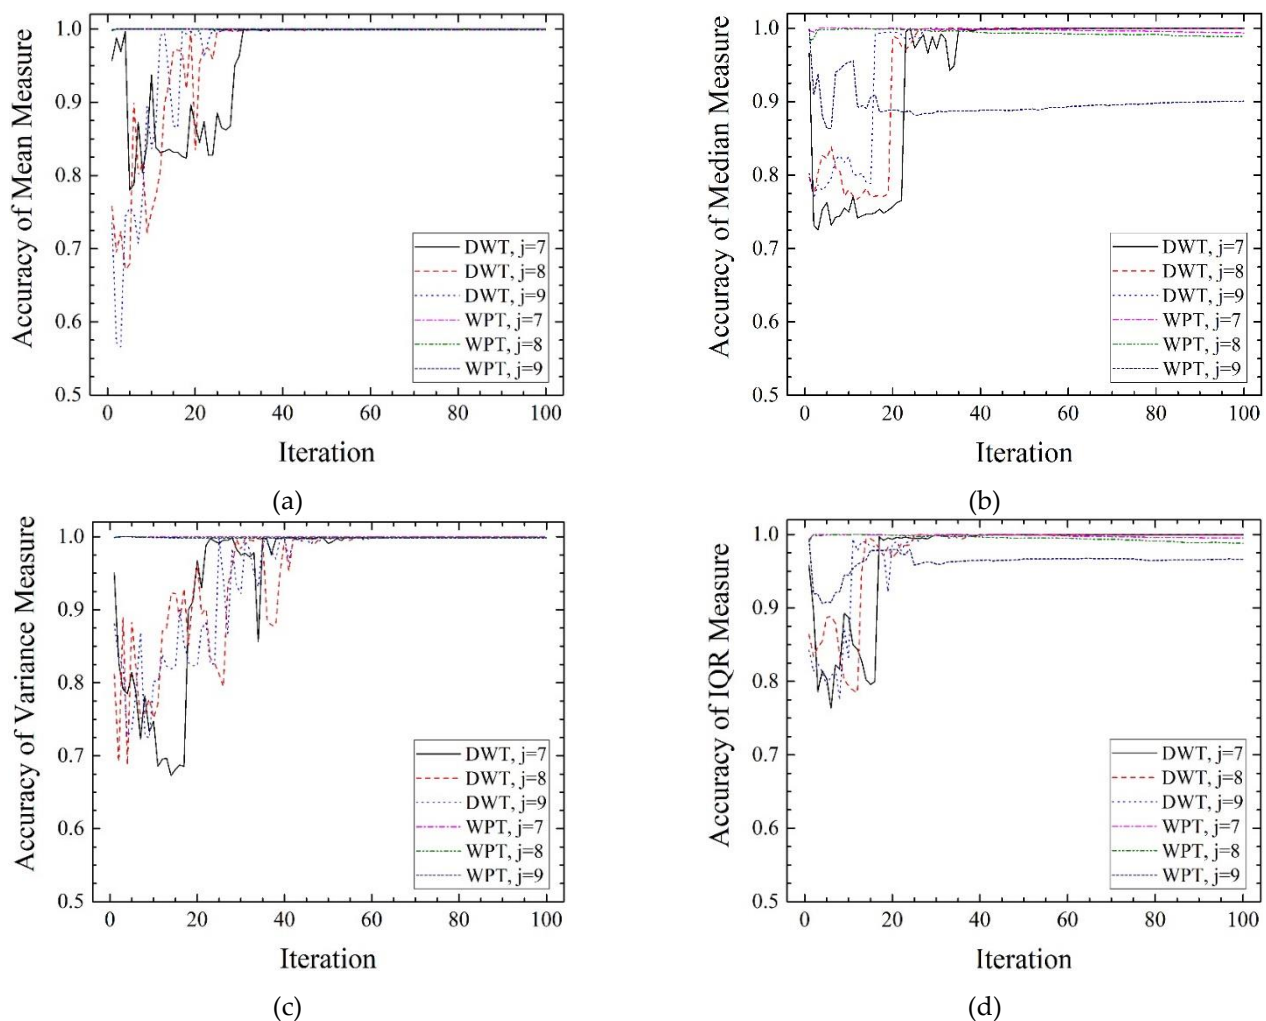 Accuracy of Mean Measure
1.0
0.9
0.8
0.7
0.6
0.5
DWT, j=7
DWT, j=8
DWT, j=9
WPT, j=7
WPT, j=8
WPT, j=9
0 20 40 60 80 100
Iteration
(a)
Accuracy of Median Measure
1.0
0.9
0.8
0.7
0.6
0.5
DWT, j=7
DWT, j=8
DWT, j=9
WPT, j=7
WPT, j=8
WPT, j=9
0 20 40 60 80 100
Iteration
(b)
Accuracy of Variance Measure
1.0
0.9
0.8
0.7
0.6
0.5
DWT, j=7
DWT, j=8
DWT, j=9
WPT, j=7
WPT, j=8
WPT, j=9
0 20 40 60 80 100
Iteration
(c)
Accuracy of IQR Measure
1.0
0.9
0.8
0.7
0.6
0.5
DWT, j=7
DWT, j=8
DWT, j=9
WPT, j=7
WPT, j=8
WPT, j=9
0 20 40 60 80 100
Iteration
(d)